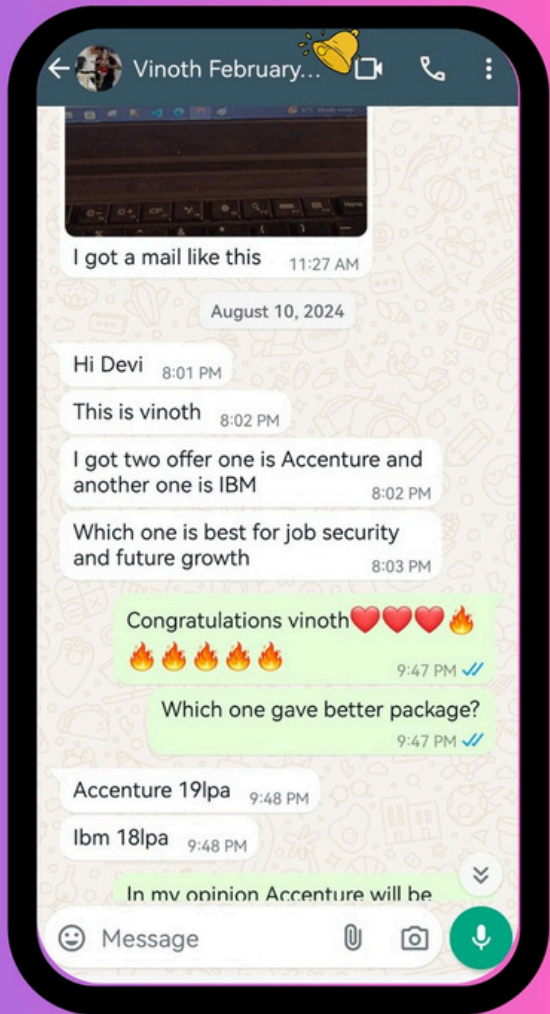 Vinoth February...
I got a mail like this 11:27 AM
August 10, 2024
Hi Devi 8:01 PM
This is vinoth 8:02 PM
I got two offer one is Accenture and
another one is IBM 8:02 PM
Which one is best for job security
and future growth 8:03 PM
Congratulations vinoth❤️❤️❤️🔥
🔥🔥🔥🔥🔥 9:47 PM
Which one gave better package?
9:47 PM
Accenture 19lpa 9:48 PM
Ibm 18lpa 9:48 PM
In my opinion Accenture will be
Message